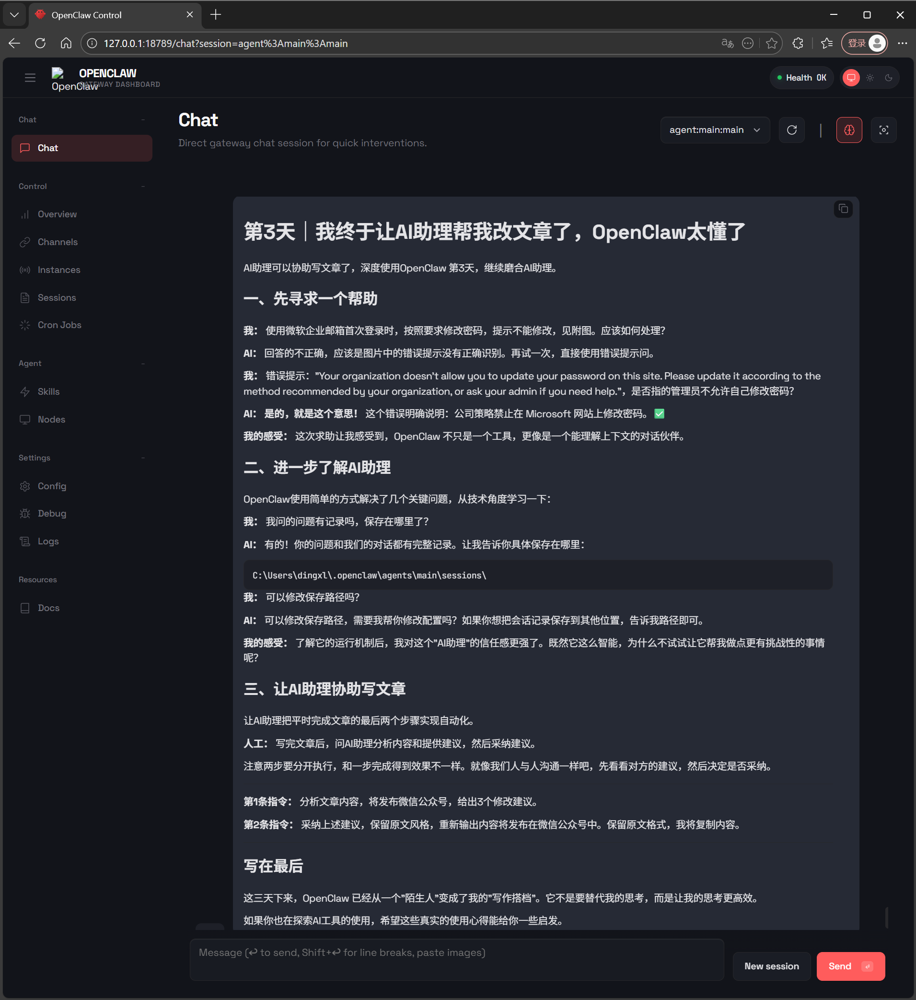 OpenClaw Control
127.0.0.1:18789/chat?session=agent%3Amain%3Amain
登录
OpenClaw
OPENCLAW
GATEWAY DASHBOARD
Health OK
Chat
Chat
Control
Overview
Channels
Instances
Sessions
Cron Jobs
Agent
Skills
Nodes
Settings
Config
Debug
Logs
Resources
Docs
Chat
Direct gateway chat session for quick interventions.
agent:main:main
第3天｜我终于让AI助理帮我改文章了，OpenClaw太懂了
AI助理可以协助写文章了，深度使用OpenClaw 第3天，继续磨合AI助理。
一、先寻求一个帮助
我： 使用微软企业邮箱首次登录时，按照要求修改密码，提示不能修改，见附图。应该如何处理？
AI： 回答的不正确，应该是图片中的错误提示没有正确识别。再试一次，直接使用错误提示问。
我： 错误提示："Your organization doesn't allow you to update your password on this site. Please update it according to the
method recommended by your organization, or ask your admin if you need help."，是否指的管理员不允许自己修改密码？
AI： 是的，就是这个意思！ 这个错误明确说明：公司策略禁止在 Microsoft 网站上修改密码。✅
我的感受： 这次求助让我感受到，OpenClaw 不只是一个工具，更像是一个能理解上下文的对话伙伴。
二、进一步了解AI助理
OpenClaw使用简单的方式解决了几个关键问题，从技术角度学习一下：
我： 我问的问题有记录吗，保存在哪里了？
AI： 有的！你的问题和我们的对话都有完整记录。让我告诉你具体保存在哪里：
C:\Users\dingxl\.openclaw\agents\main\sessions\
我： 可以修改保存路径吗？
AI： 可以修改保存路径，需要我帮你修改配置吗？如果你想把会话记录保存到其他位置，告诉我路径即可。
我的感受： 了解它的运行机制后，我对这个"AI助理"的信任感更强了。既然它这么智能，为什么不试试让它帮我做点更有挑战性的事情
呢？
三、让AI助理协助写文章
让AI助理把平时完成文章的最后两个步骤实现自动化。
人工： 写完文章后，问AI助理分析内容和提供建议，然后采纳建议。
注意两步要分开执行，和一步完成得到效果不一样。就像我们人与人沟通一样吧，先看看对方的建议，然后决定是否采纳。
第1条指令： 分析文章内容，将发布微信公众号，给出3个修改建议。
第2条指令： 采纳上述建议，保留原文风格，重新输出内容将发布在微信公众号中。保留原文格式，我将复制内容。
写在最后
这三天下来，OpenClaw 已经从一个"陌生人"变成了我的"写作搭档"。它不是要替代我的思考，而是让我的思考更高效。
如果你也在探索AI工具的使用，希望这些真实的使用心得能给你一些启发。
Message (↩ to send, Shift+↩ for line breaks, paste images)
New session
Send ↵